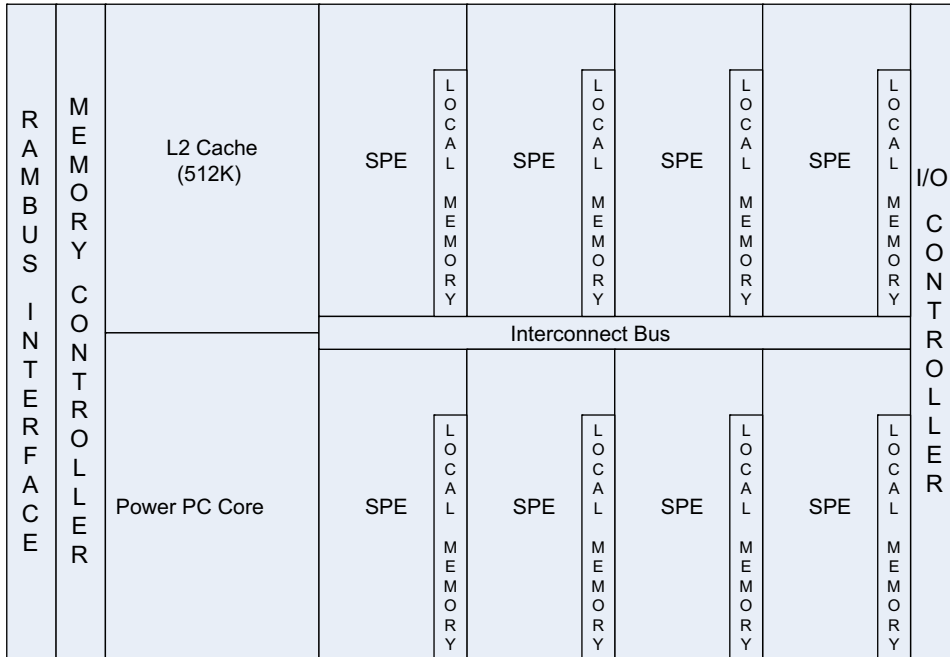 RAMBUS INTERFACE
MEMORY CONTROLLER
L2 Cache
(512K)
SPE
LOCAL MEMORY
SPE
LOCAL MEMORY
SPE
LOCAL MEMORY
SPE
LOCAL MEMORY
I/O CONTROLLER
Interconnect Bus
Power PC Core
SPE
LOCAL MEMORY
SPE
LOCAL MEMORY
SPE
LOCAL MEMORY
SPE
LOCAL MEMORY